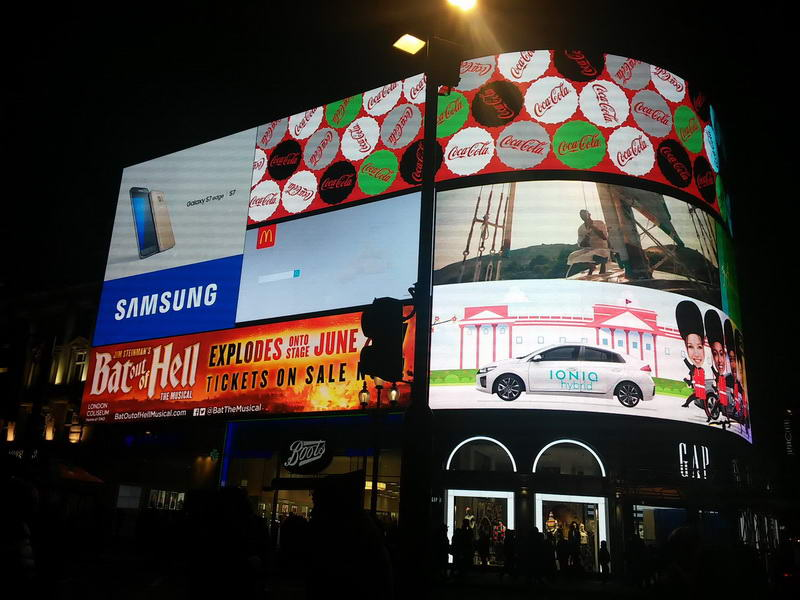 Coca-Cola
Galaxy S7 edge | S7
SAMSUNG
JIM STEINMAN'S
Bat out of Hell
THE MUSICAL
EXPLODES ONTO STAGE JUNE
TICKETS ON SALE
LONDON COLISEUM
BatOutOfHellMusical.com
@BatTheMusical
IONIQ
hybrid
Boots
GAP